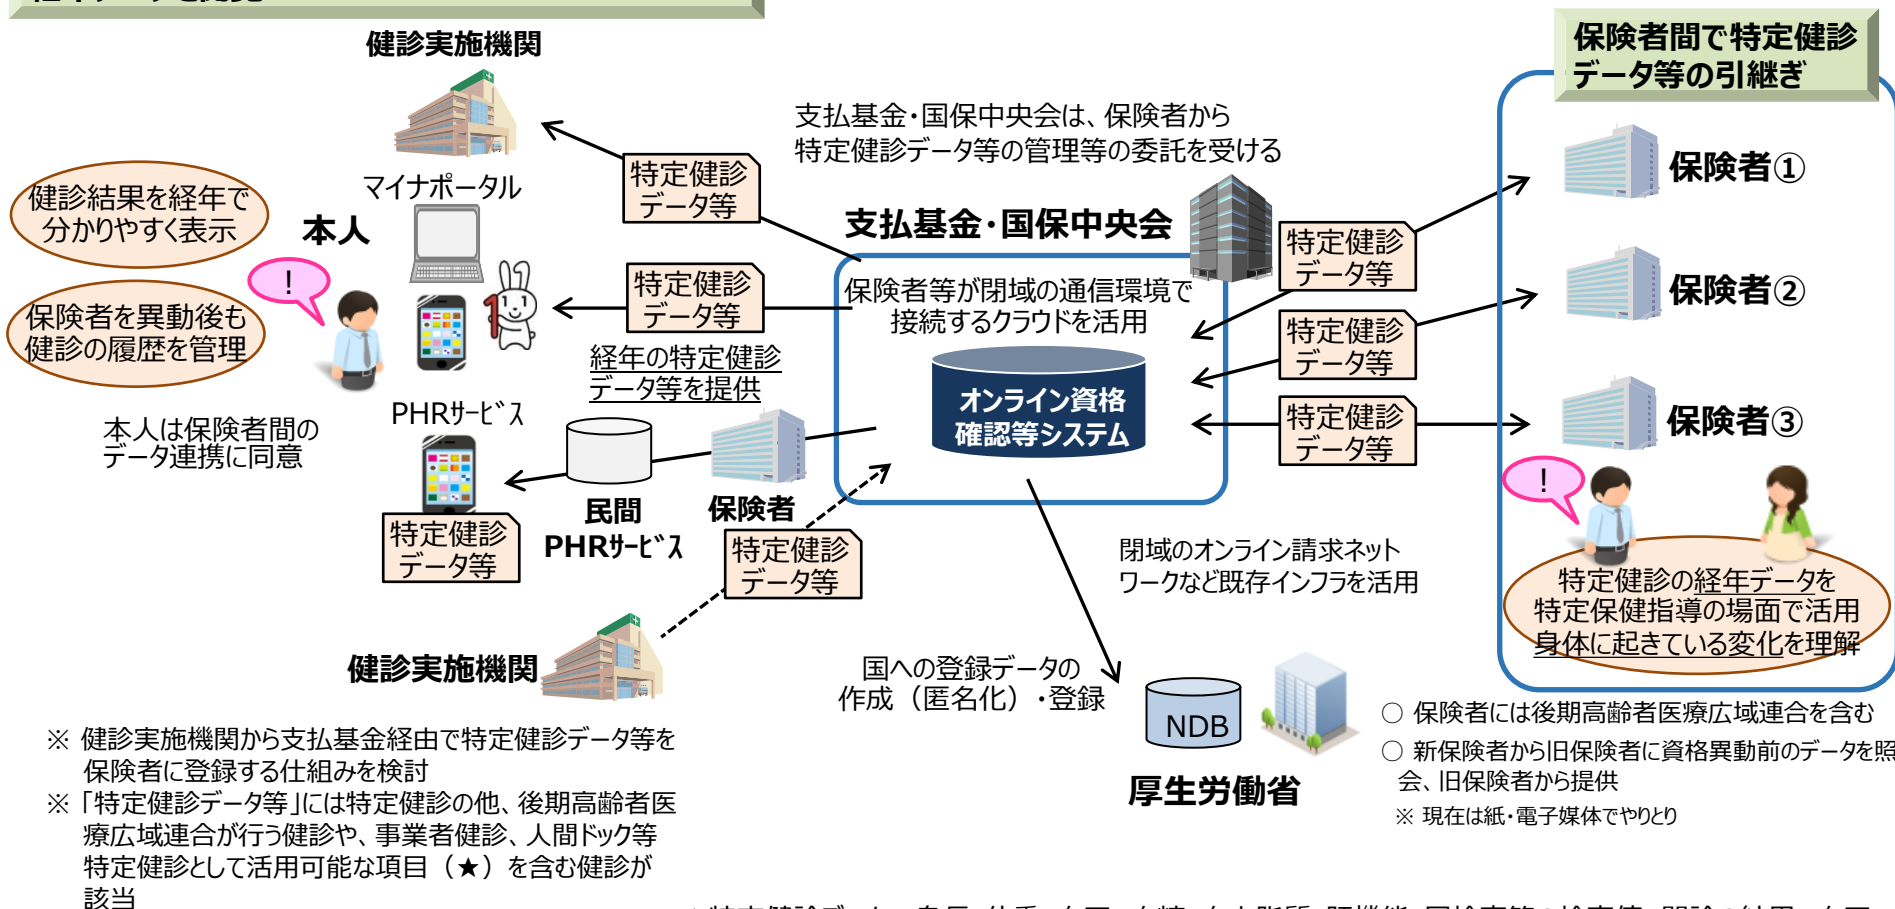 健診実施機関
保険者間で特定健診
データ等の引継ぎ
支払基金・国保中央会は、保険者から
特定健診データ等の管理等の委託を受ける
保険者①
特定健診
データ等
マイナポータル
健診結果を経年で
分かりやすく表示
本人
支払基金・国保中央会
特定健診
データ等
!
特定健診
データ等
保険者等が閉域の通信環境で
接続するクラウドを活用
保険者②
保険者を異動後も
健診の履歴を管理
特定健診
データ等
経年の特定健診
データ等を提供
オンライン資格
確認等システム
PHRサービス
特定健診
データ等
保険者③
本人は保険者間の
データ連携に同意
!
民間
PHRサービス
保険者
特定健診
データ等
特定健診
データ等
閉域のオンライン請求ネット
ワークなど既存インフラを活用
特定健診の経年データを
特定保健指導の場面で活用
身体に起きている変化を理解
健診実施機関
国への登録データの
作成（匿名化）・登録
NDB
厚生労働省
○ 保険者には後期高齢者医療広域連合を含む
○ 新保険者から旧保険者に資格異動前のデータを照
会、旧保険者から提供
※ 現在は紙・電子媒体でやりとり
※ 健診実施機関から支払基金経由で特定健診データ等を
保険者に登録する仕組みを検討
※ 「特定健診データ等」には特定健診の他、後期高齢者医
療広域連合が行う健診や、事業者健診、人間ドック等
特定健診として活用可能な項目（★）を含む健診が
該当